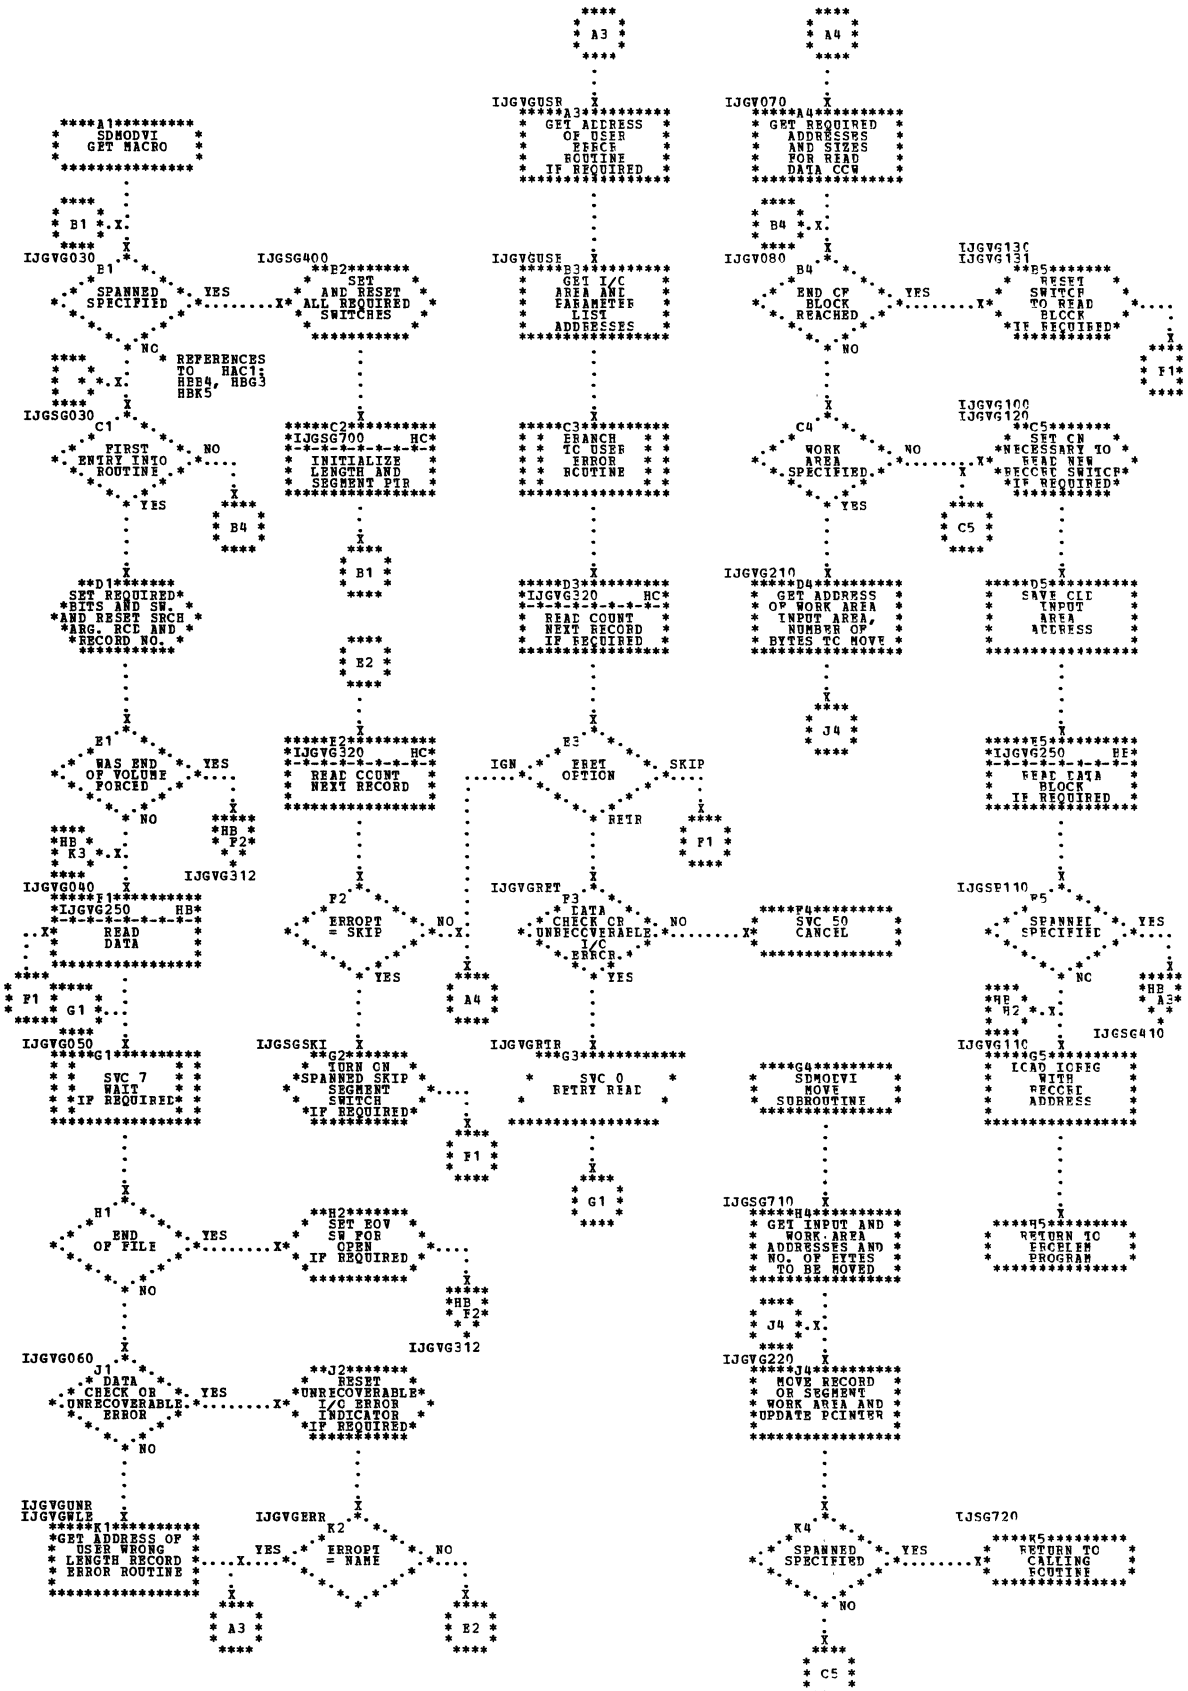 A3
A4
A1
SDMODVI
GET MACRO
B1
IJGVG030
B1
SPANNED
SPECIFIED
YES
NO
* REFERENCES
TO HAC1:
HBB4, HBG3
HBK5
IJGSG030
C1
FIRST
ENTRY INTO
ROUTINE
NO
YES
B4
D1
SET REQUIRED
BITS AND SW.
AND RESET SRCH
ARG. RCD AND
RECORD NO.
E1
WAS END
OF VOLUME
FORCED
YES
NO
HB
F2
IJGVG312
HB
K3
IJGVG040
F1
IJGVG250 HB
READ
DATA
F1
G1
IJGVG050
G1
SVC 7
WAIT
IF REQUIRED
H1
END
OF FILE
YES
NO
IJGVG060
J1
DATA
CHECK OR
UNRECOVERABLE
ERROR
YES
NO
IJGVGUNR
IJGVGWLE
K1
GET ADDRESS OF
USER WRONG
LENGTH RECORD
ERROR ROUTINE
A3
IJGSG400
B2
SET
AND RESET
ALL REQUIRED
SWITCHES
C2
IJGSG700 HC
INITIALIZE
LENGTH AND
SEGMENT PTR
B1
E2
E2
IJGVG320 HC
READ COUNT
NEXT RECORD
F2
ERROPT
= SKIP
NO
YES
A4
IJGSGSKI
G2
TURN ON
SPANNED SKIP
SEGMENT
SWITCH
IF REQUIRED
F1
H2
SET EOV
SW FOR
OPEN
IF REQUIRED
HB
F2
IJGVG312
J2
RESET
UNRECOVERABLE
I/O ERROR
INDICATOR
IF REQUIRED
IJGVGERR
K2
ERROPT
= NAME
YES
NO
E2
IJGVGUSR
A3
GET ADDRESS
OF USER
ERROR
ROUTINE
IF REQUIRED
IJGVGUSE
B3
GET I/O
AREA AND
PARAMETER
LIST
ADDRESSES
C3
BRANCH
TO USER
ERROR
ROUTINE
D3
IJGVG320 HC
READ COUNT
NEXT RECORD
IF REQUIRED
E3
ERET
OPTION
IGN
SKIP
RETR
F1
IJGVGRET
F3
DATA
CHECK OR
UNRECOVERABLE
I/O
ERROR
NO
YES
F4
SVC 50
CANCEL
IJGVGRTR
G3
SVC 0
RETRY READ
G1
IJGV070
A4
GET REQUIRED
ADDRESSES
AND SIZES
FOR READ
DATA CCW
B4
IJGV080
B4
END OF
BLOCK
REACHED
YES
NO
C4
WORK
AREA
SPECIFIED
NO
YES
C5
IJGVG210
D4
GET ADDRESS
OF WORK AREA
INPUT AREA,
NUMBER OF
BYTES TO MOVE
J4
G4
SDMODVI
MOVE
SUBROUTINE
IJGSG710
H4
GET INPUT AND
WORK AREA
ADDRESSES AND
NO. OF BYTES
TO BE MOVED
J4
IJGVG220
J4
MOVE RECORD
OR SEGMENT
WORK AREA AND
UPDATE POINTER
K4
SPANNED
SPECIFIED
YES
NO
C5
IJGVG130
IJGVG131
B5
RESET
SWITCH
TO READ
BLOCK
IF REQUIRED
F1
IJGVG100
IJGVG120
C5
SET ON
NECESSARY TO
READ NEW
RECORD SWITCH
IF REQUIRED
D5
SAVE OLD
INPUT
AREA
ADDRESS
E5
IJGVG250
READ DATA
BLOCK
IF REQUIRED
IJGSP110
F5
SPANNED
SPECIFIED
YES
NO
HB
A3
IJGSG410
HB
H2
IJGVG110
G5
LOAD IOREG
WITH
RECORD
ADDRESS
H5
RETURN TO
PROBLEM
PROGRAM
IJSG720
K5
RETURN TO
CALLING
ROUTINE